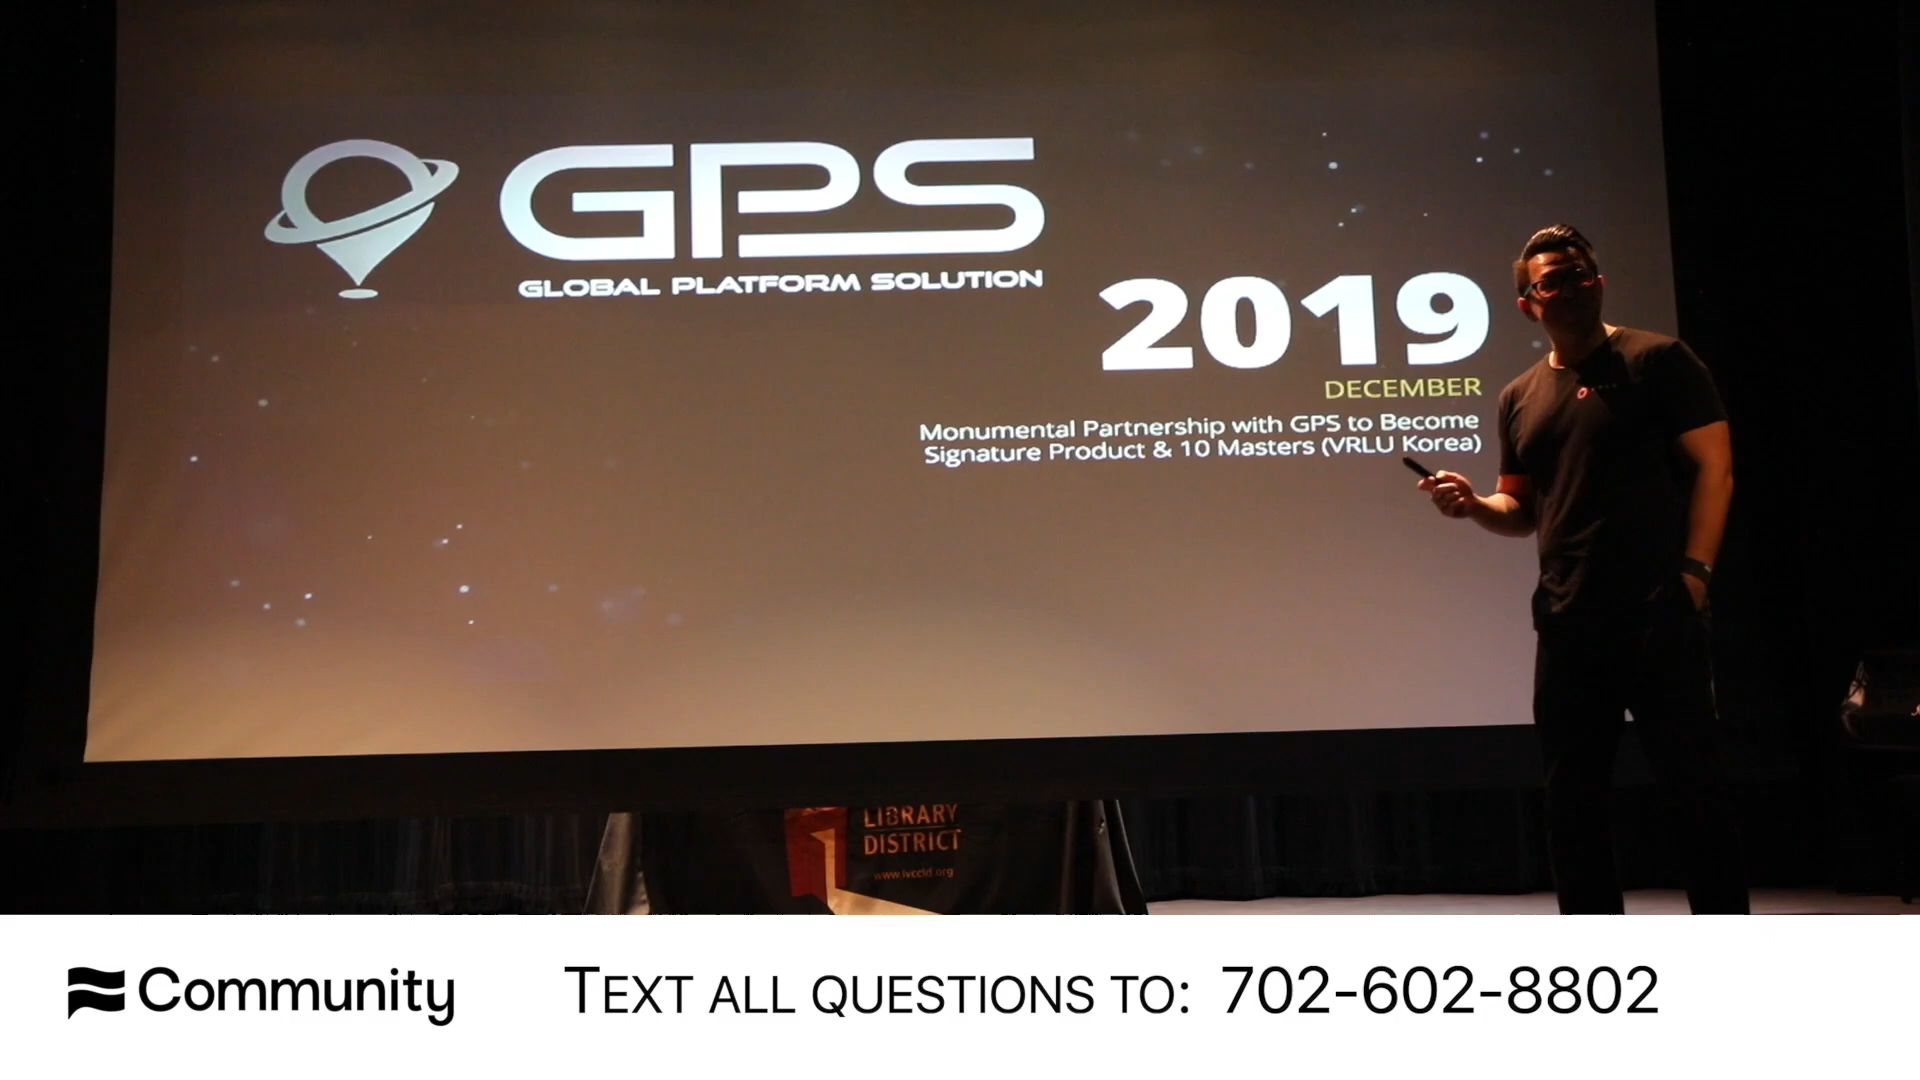 GPS
GLOBAL PLATFORM SOLUTION
2019
DECEMBER
Monumental Partnership with GPS to Become
Signature Product & 10 Masters (VRLU Korea)
LIBRARY
DISTRICT
www.lvccld.org
Community TEXT ALL QUESTIONS TO: 702-602-8802